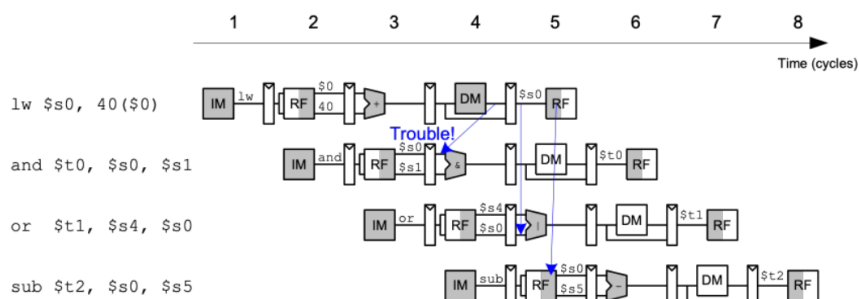 1 2 3 4 5 6 7 8
Time (cycles)
lw $s0, 40($0) IM lw RF $0 40 + DM $s0 RF
Trouble!
and $t0, $s0, $s1 IM and RF $s0 $s1 & DM $t0 RF
or $t1, $s4, $s0 IM or RF $s4 $s0 | DM $t1 RF
sub $t2, $s0, $s5 IM sub RF $s0 $s5 - DM $t2 RF